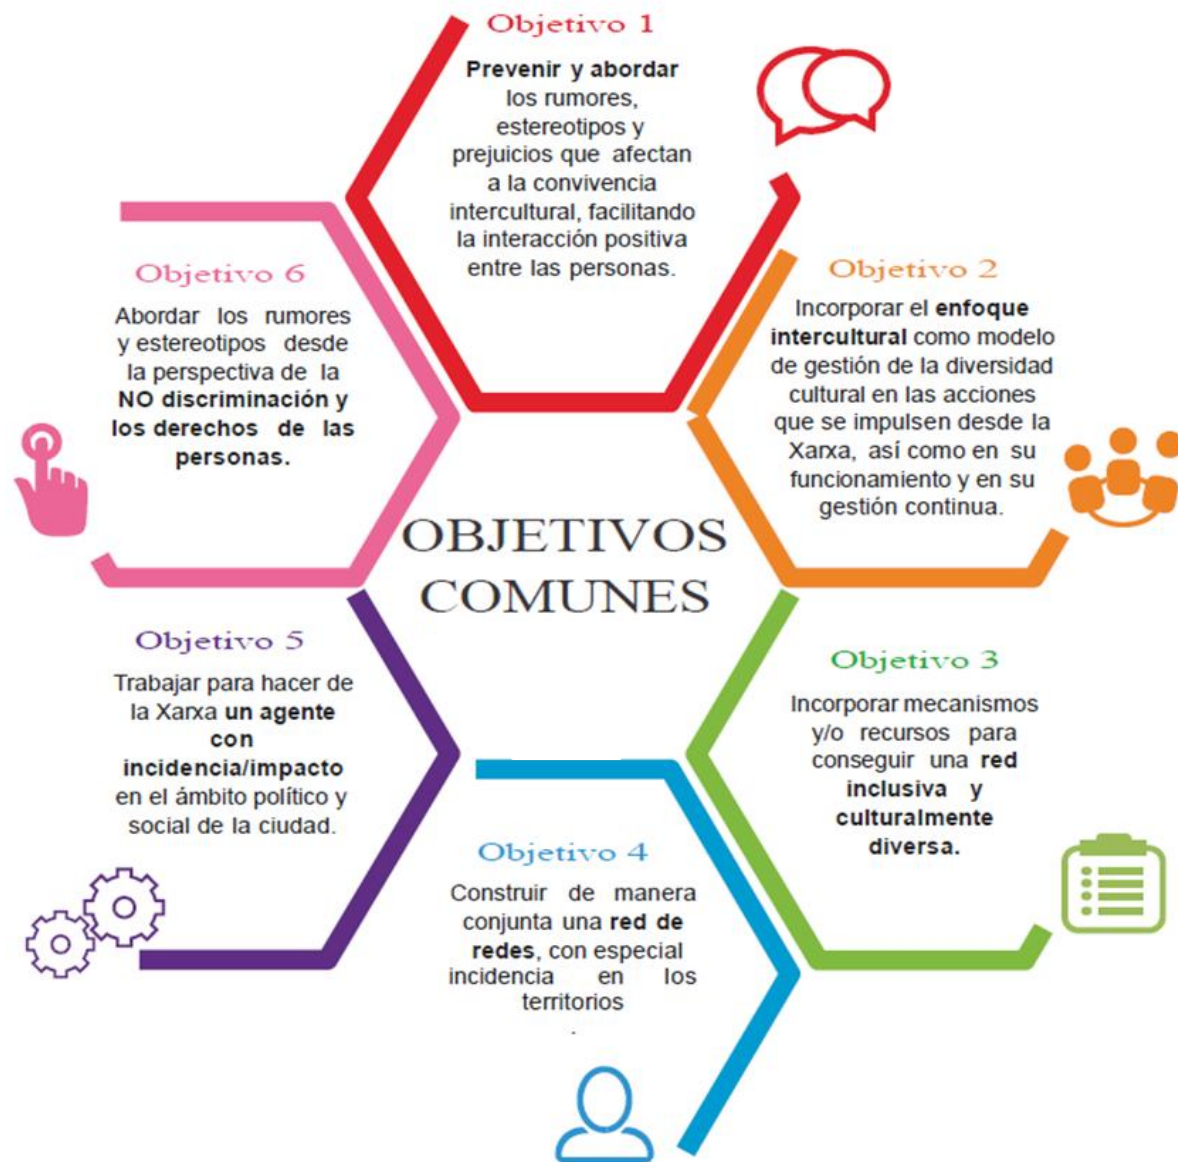 Objetivo 1
Prevenir y abordar
los rumores,
estereotipos y
prejuicios que afectan
a la convivencia
intercultural, facilitando
la interacción positiva
entre las personas.
Objetivo 2
Incorporar el enfoque
intercultural como modelo
de gestión de la diversidad
cultural en las acciones
que se impulsen desde la
Xarxa, así como en su
funcionamiento y en su
gestión continua.
Objetivo 6
Abordar los rumores
y estereotipos desde
la perspectiva de la
NO discriminación y
los derechos de las
personas.
OBJETIVOS
COMUNES
Objetivo 3
Incorporar mecanismos
y/o recursos para
conseguir una red
inclusiva y
culturalmente
diversa.
Objetivo 5
Trabajar para hacer de
la Xarxa un agente
con
incidencia/impacto
en el ámbito político y
social de la ciudad.
Objetivo 4
Construir de manera
conjunta una red de
redes, con especial
incidencia en los
territorios
.